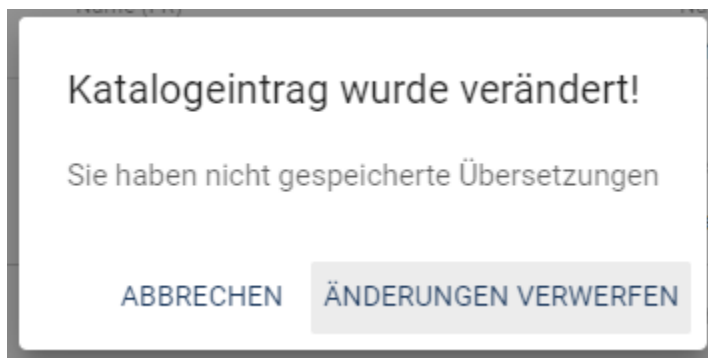 Katalogeintrag wurde verändert!
Sie haben nicht gespeicherte Übersetzungen
ABBRECHEN ÄNDERUNGEN VERWERFEN